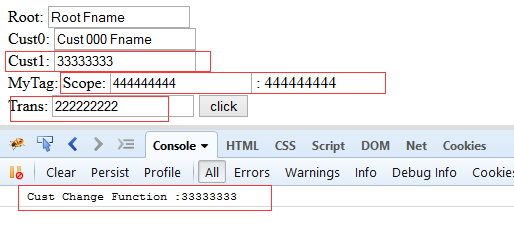 Root: Root Fname
Cust0: Cust 000 Fname
Cust1: 33333333
MyTag: Scope: 444444444 : 444444444
Trans: 222222222 click
Console HTML CSS Script DOM Net Cookies
Clear Persist Profile All Errors Warnings Info Debug Info Cookies
Cust Change Function :33333333